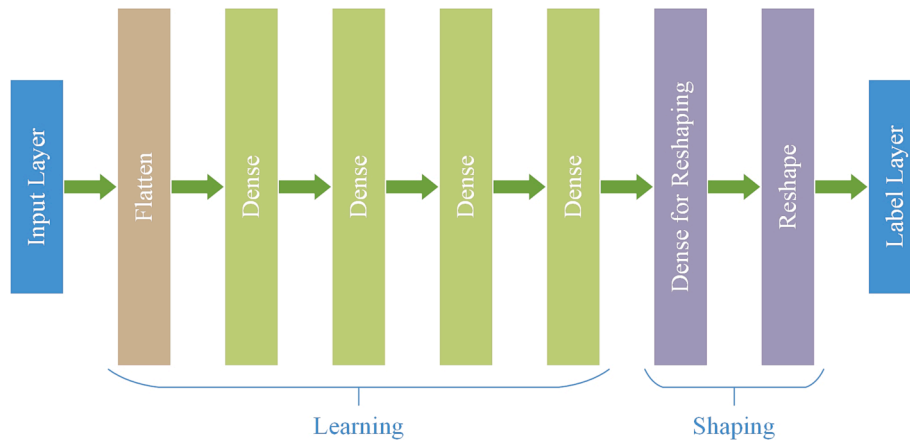 Input Layer
Flatten
Dense
Dense
Dense
Dense
Dense for Reshaping
Reshape
Label Layer
Learning
Shaping